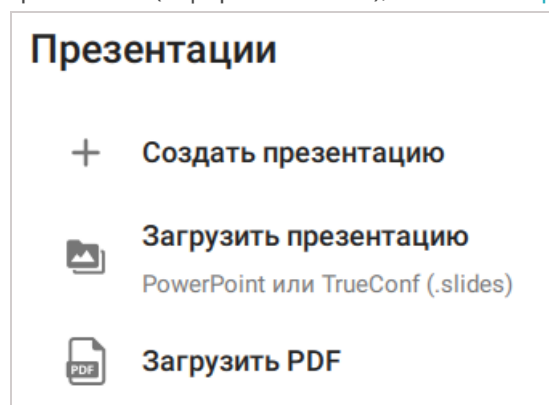 Презентации
Создать презентацию
Загрузить презентацию
PowerPoint или TrueConf (.slides)
PDF
Загрузить PDF